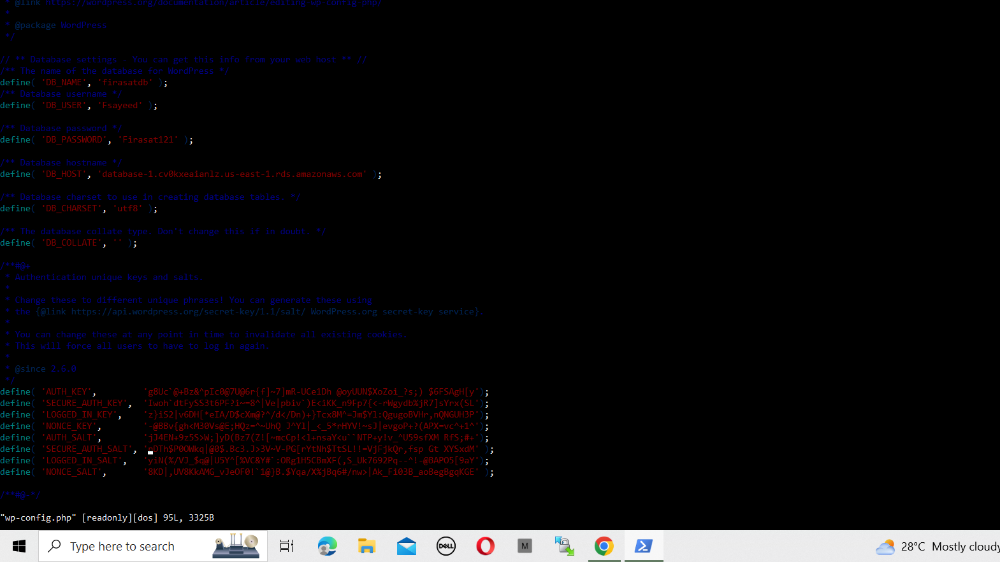 * @link https://wordpress.org/documentation/article/editing-wp-config-php/
 *
 * @package WordPress
 */
// ** Database settings - You can get this info from your web host ** //
/** The name of the database for WordPress */
define( 'DB_NAME', 'firasatdb' );
/** Database username */
define( 'DB_USER', 'Fsayeed' );
/** Database password */
define( 'DB_PASSWORD', 'Firasat121' );
/** Database hostname */
define( 'DB_HOST', 'database-1.cv0kxeaianlz.us-east-1.rds.amazonaws.com' );
/** Database charset to use in creating database tables. */
define( 'DB_CHARSET', 'utf8' );
/** The database collate type. Don't change this if in doubt. */
define( 'DB_COLLATE', '' );
/**#@+
 * Authentication unique keys and salts.
 *
 * Change these to different unique phrases! You can generate these using
 * the {@link https://api.wordpress.org/secret-key/1.1/salt/ WordPress.org secret-key service}.
 *
 * You can change these at any point in time to invalidate all existing cookies.
 * This will force all users to have to log in again.
 *
 * @since 2.6.0
 */
define( 'AUTH_KEY',         'g8Uc`@+Bz&^pIc0@7U@6r{f]~7]mR-UCe1Dh @oyUUN$XoZoi_?s;) $6FSAgH[y');
define( 'SECURE_AUTH_KEY',  'Iwoh`dtFySS3t6PF?i~=8^|Ve|pbiv`)E<iKK_n9Fp7{<-rWgydb%jR7]sYrx(SL');
define( 'LOGGED_IN_KEY',    'z}iS2|v6DH[*eIA/D$cXm@?^/d</Dn)+}Tcx8M^=Jm$Yl:QgugoBVHr,nQNGUH3P');
define( 'NONCE_KEY',        '-@BBv{gh<M30Vs@E;HQz=^~UhQ J^Yl|_<_5*rHYV!~sJ|evgoP+?(APX=vc^+1^');
define( 'AUTH_SALT',        'jJ4EN+9z5S>W;]yD(Bz7(Z![~mcCp!<l+nsaY<u``NTP+y!v_^U59sfXM RfS;#+');
define( 'SECURE_AUTH_SALT', 'nDTh$P0OWkq|@0$.Bc3.J>3V~V-PG[rYtNh$TtSL!!=VjFjkQr,fsp Gt XYSxdM' );
define( 'LOGGED_IN_SALT',   'yiN(%/VJ_$q@|U5Y^[%VC&Y#`:ORg1H5CBmXF(,S_Uk7692Pq--^!-@BAPO5[9aY');
define( 'NONCE_SALT',       '8KD|,UV8KkAMG_vJeOF0!`1@}B.$Yqa/X%jBq6#/nw>|Ak_Fi03B_aoBegBgqKGE' );
/**#@-*/
"wp-config.php" [readonly][dos] 95L, 3325B
Type here to search
DELL
M
28°C Mostly cloudy